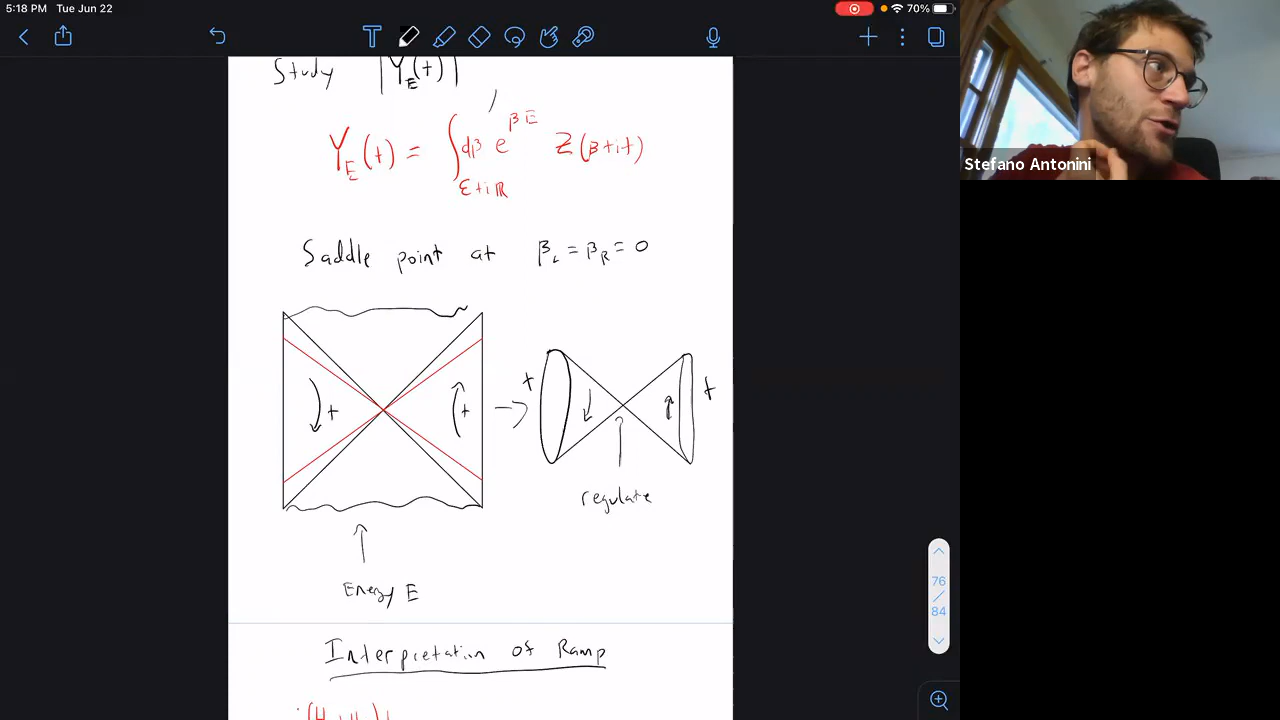 5:18 PM Tue Jun 22
70%
Stefano Antonini
Study |Y_E(t)|
Y_E(t) = ∫_{ε+iℝ} dβ e^{βE} Z(β+it)
Saddle point at β_L = β_R = 0
t t → t t
regulate
Energy E
76
/
84
Interpretation of Ramp